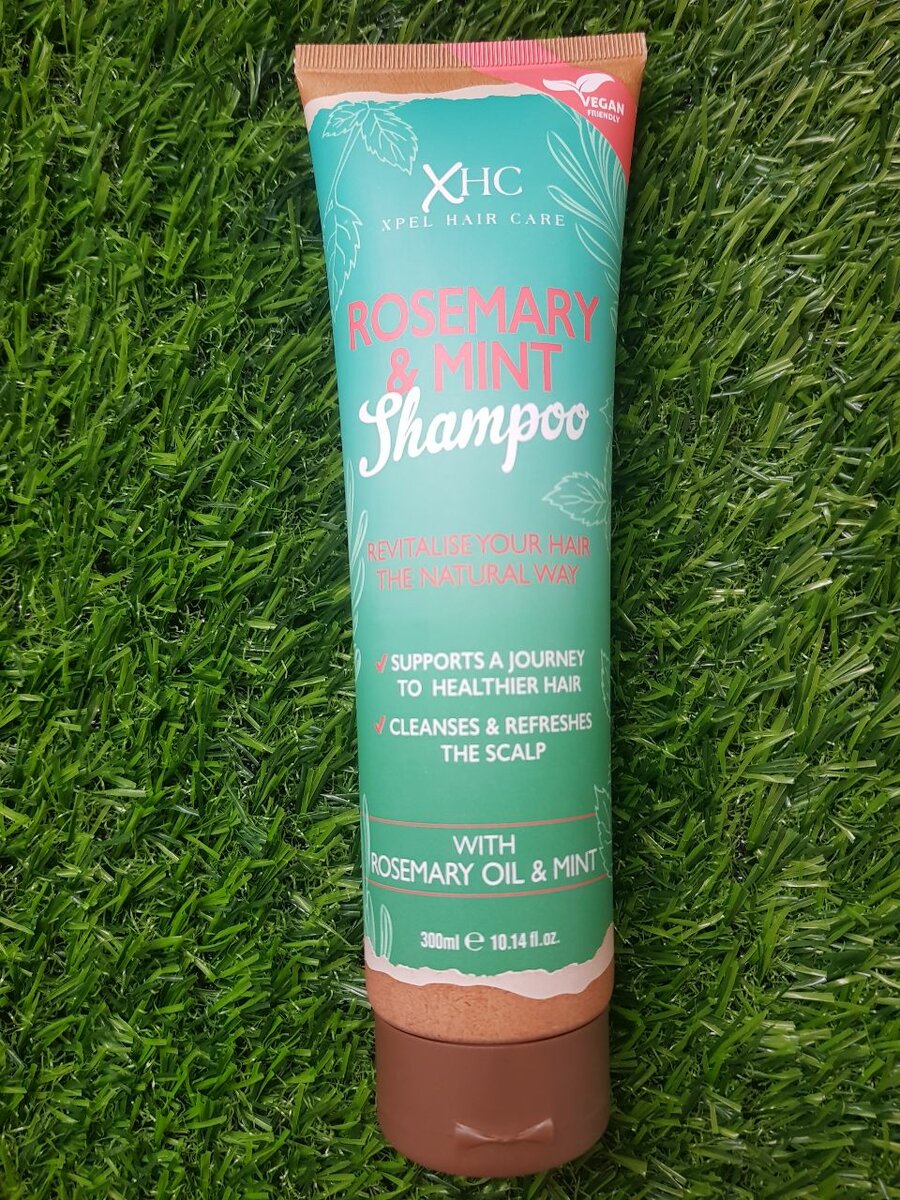 VEGAN
FRIENDLY
XHC
XPEL HAIR CARE
ROSEMARY
& MINT
Shampoo
REVITALISE YOUR HAIR
THE NATURAL WAY
✓ SUPPORTS A JOURNEY
TO HEALTHIER HAIR
✓ CLEANSES & REFRESHES
THE SCALP
WITH
ROSEMARY OIL & MINT
300ml ℮ 10.14 fl.oz.